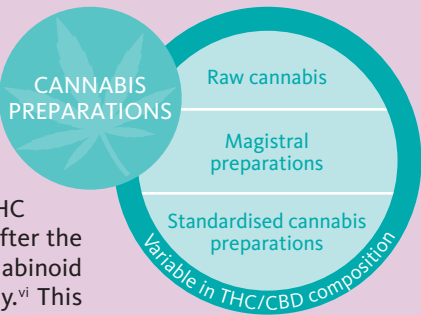 CANNABIS
PREPARATIONS
Raw cannabis
Magistral
preparations
Standardised cannabis
preparations
Variable in THC/CBD composition
fter the
abinoid
y.vi This